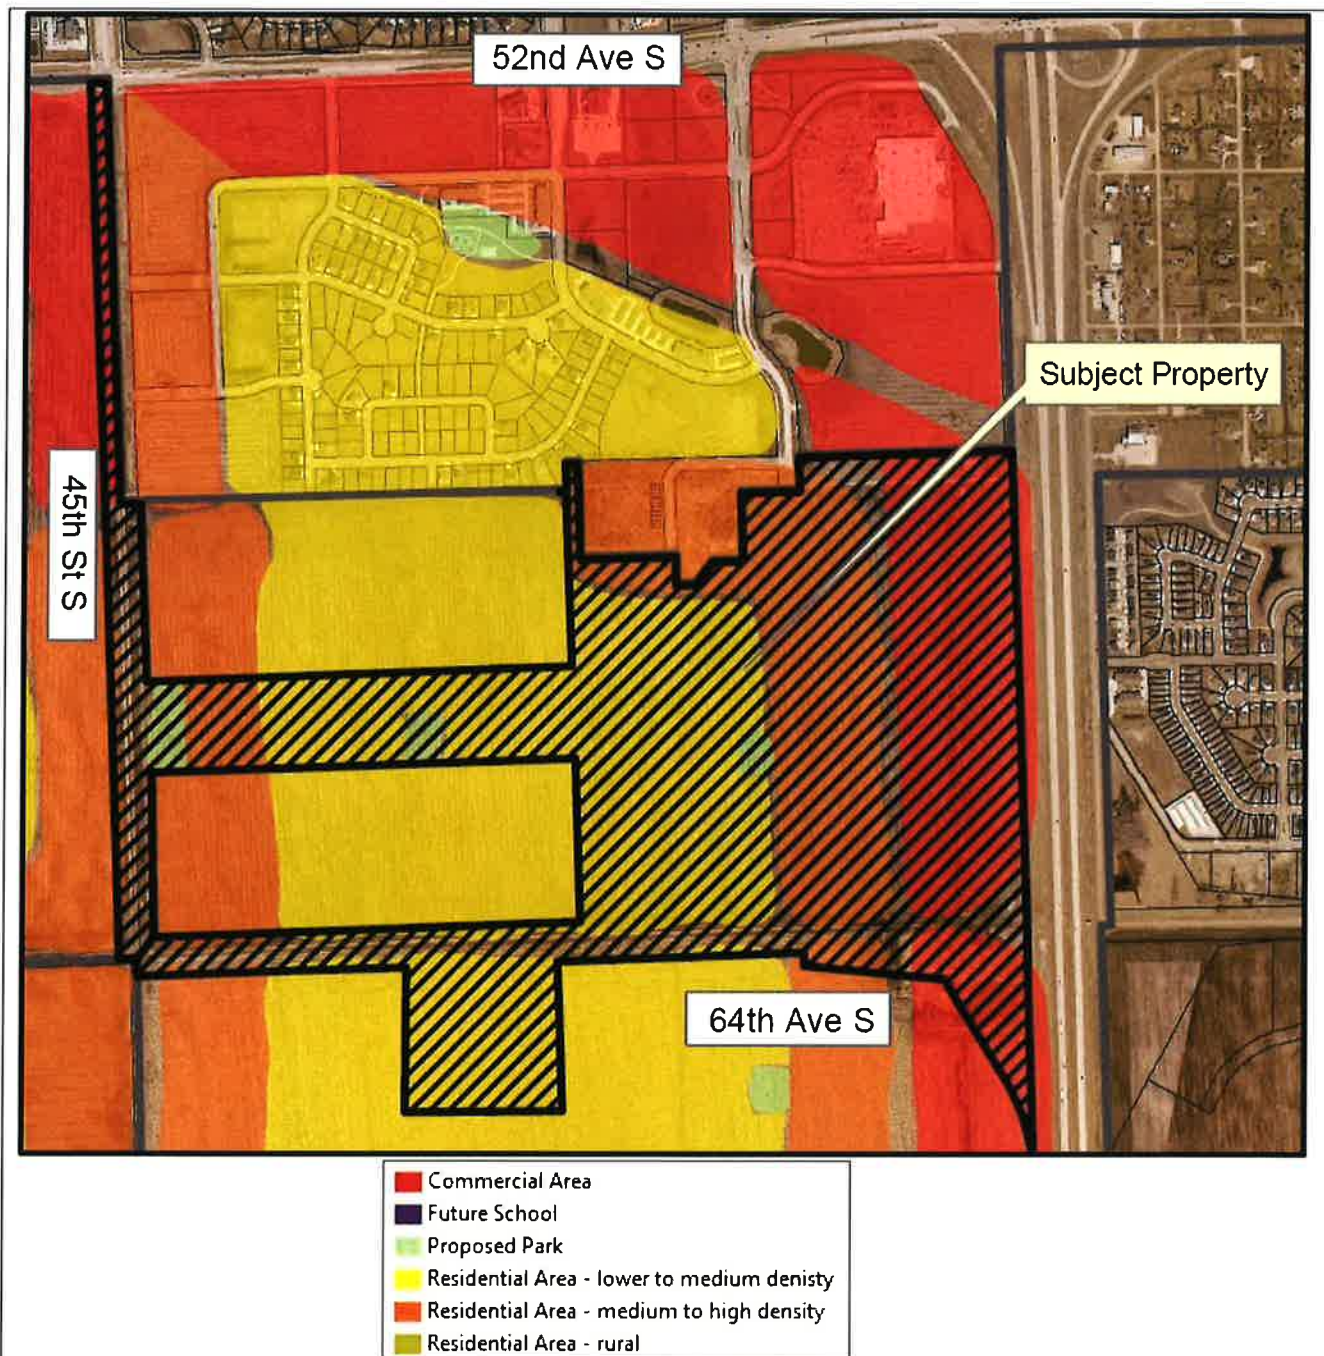 52nd Ave S
Subject Property
45th St S
64th Ave S
Commercial Area
Future School
Proposed Park
Residential Area - lower to medium denisty
Residential Area - medium to high density
Residential Area - rural